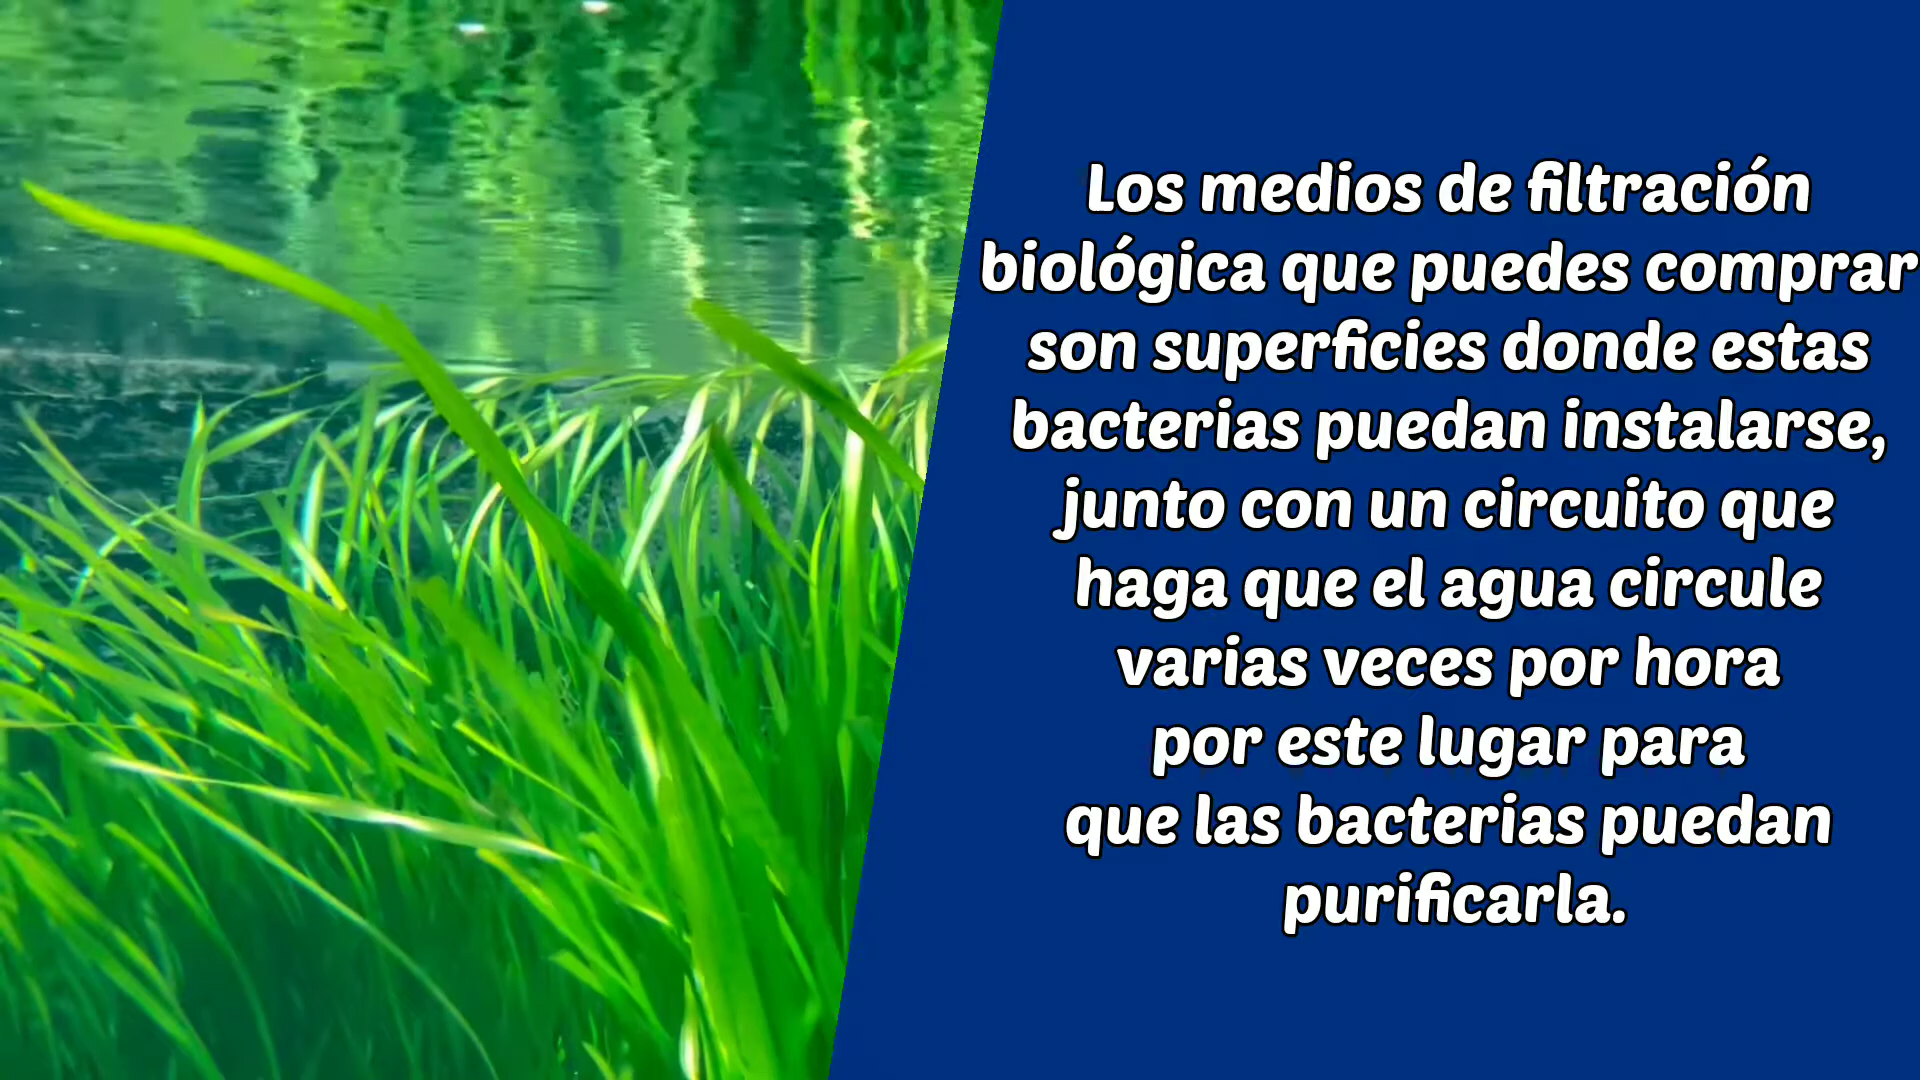 Los medios de filtración
biológica que puedes comprar
son superficies donde estas
bacterias puedan instalarse,
junto con un circuito que
haga que el agua circule
varias veces por hora
por este lugar para
que las bacterias puedan
purificarla.